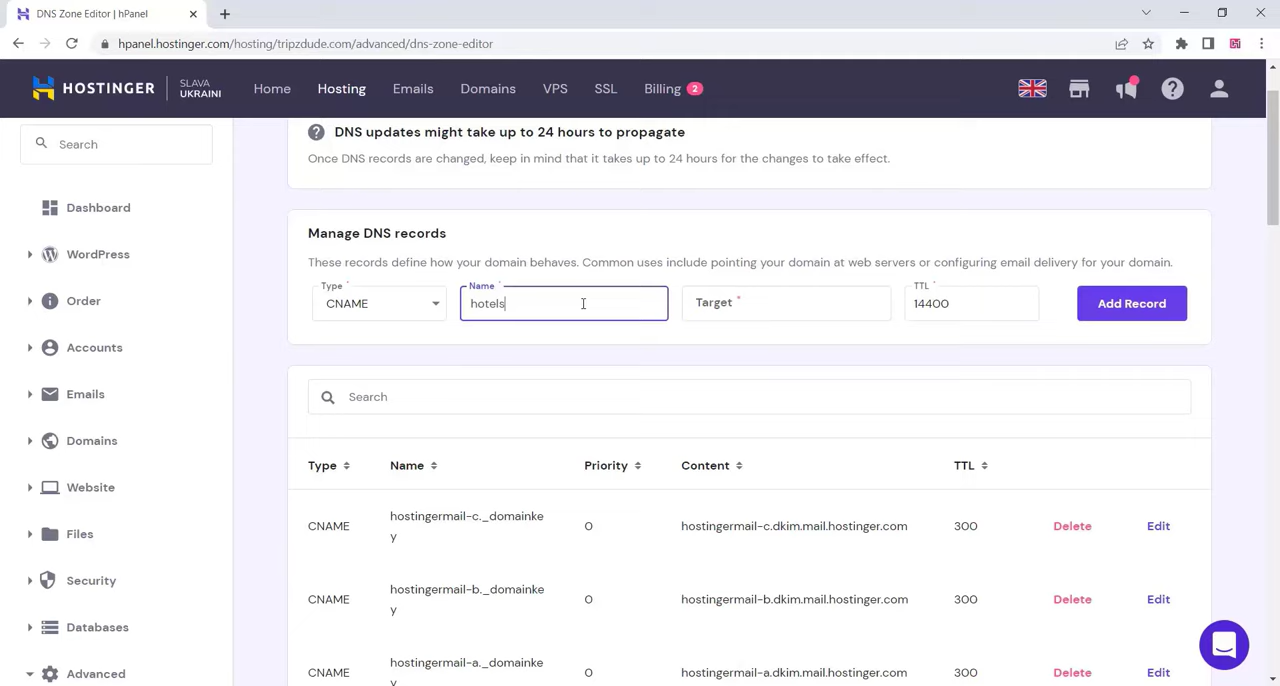 DNS Zone Editor | hPanel
hpanel.hostinger.com/hosting/tripzdude.com/advanced/dns-zone-editor
HOSTINGER
SLAVA
UKRAINI
Home
Hosting
Emails
Domains
VPS
SSL
Billing 2
Search
Dashboard
WordPress
Order
Accounts
Emails
Domains
Website
Files
Security
Databases
Advanced
DNS updates might take up to 24 hours to propagate
Once DNS records are changed, keep in mind that it takes up to 24 hours for the changes to take effect.
Manage DNS records
These records define how your domain behaves. Common uses include pointing your domain at web servers or configuring email delivery for your domain.
Type * Name * TTL *
CNAME hotels Target * 14400 Add Record
Search
Type Name Priority Content TTL
CNAME hostingermail-c._domainke
y 0 hostingermail-c.dkim.mail.hostinger.com 300 Delete Edit
CNAME hostingermail-b._domainke
y 0 hostingermail-b.dkim.mail.hostinger.com 300 Delete Edit
CNAME hostingermail-a._domainke
y 0 hostingermail-a.dkim.mail.hostinger.com 300 Delete Edit